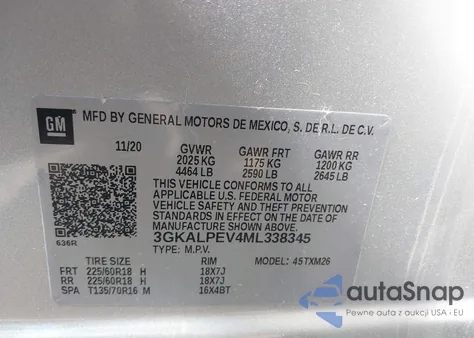 GM
MFD BY GENERAL MOTORS DE MEXICO, S. DE R.L. DE C.V.
11/20 GVWR GAWR FRT GAWR RR
2025 KG 1175 KG 1200 KG
4464 LB 2590 LB 2645 LB
THIS VEHICLE CONFORMS TO ALL
APPLICABLE U.S. FEDERAL MOTOR
VEHICLE SAFETY AND THEFT PREVENTION
STANDARDS IN EFFECT ON THE DATE OF
MANUFACTURE SHOWN ABOVE.
3GKALPEV4ML338345
636R
TYPE: M.P.V. MODEL: 45TXM26
TIRE SIZE RIM
FRT 225/60R18 H 18X7J
RR 225/60R18 H 18X7J
SPA T135/70R16 M 16X4BT
autoSnap
Pewne auta z aukcji USA i EU